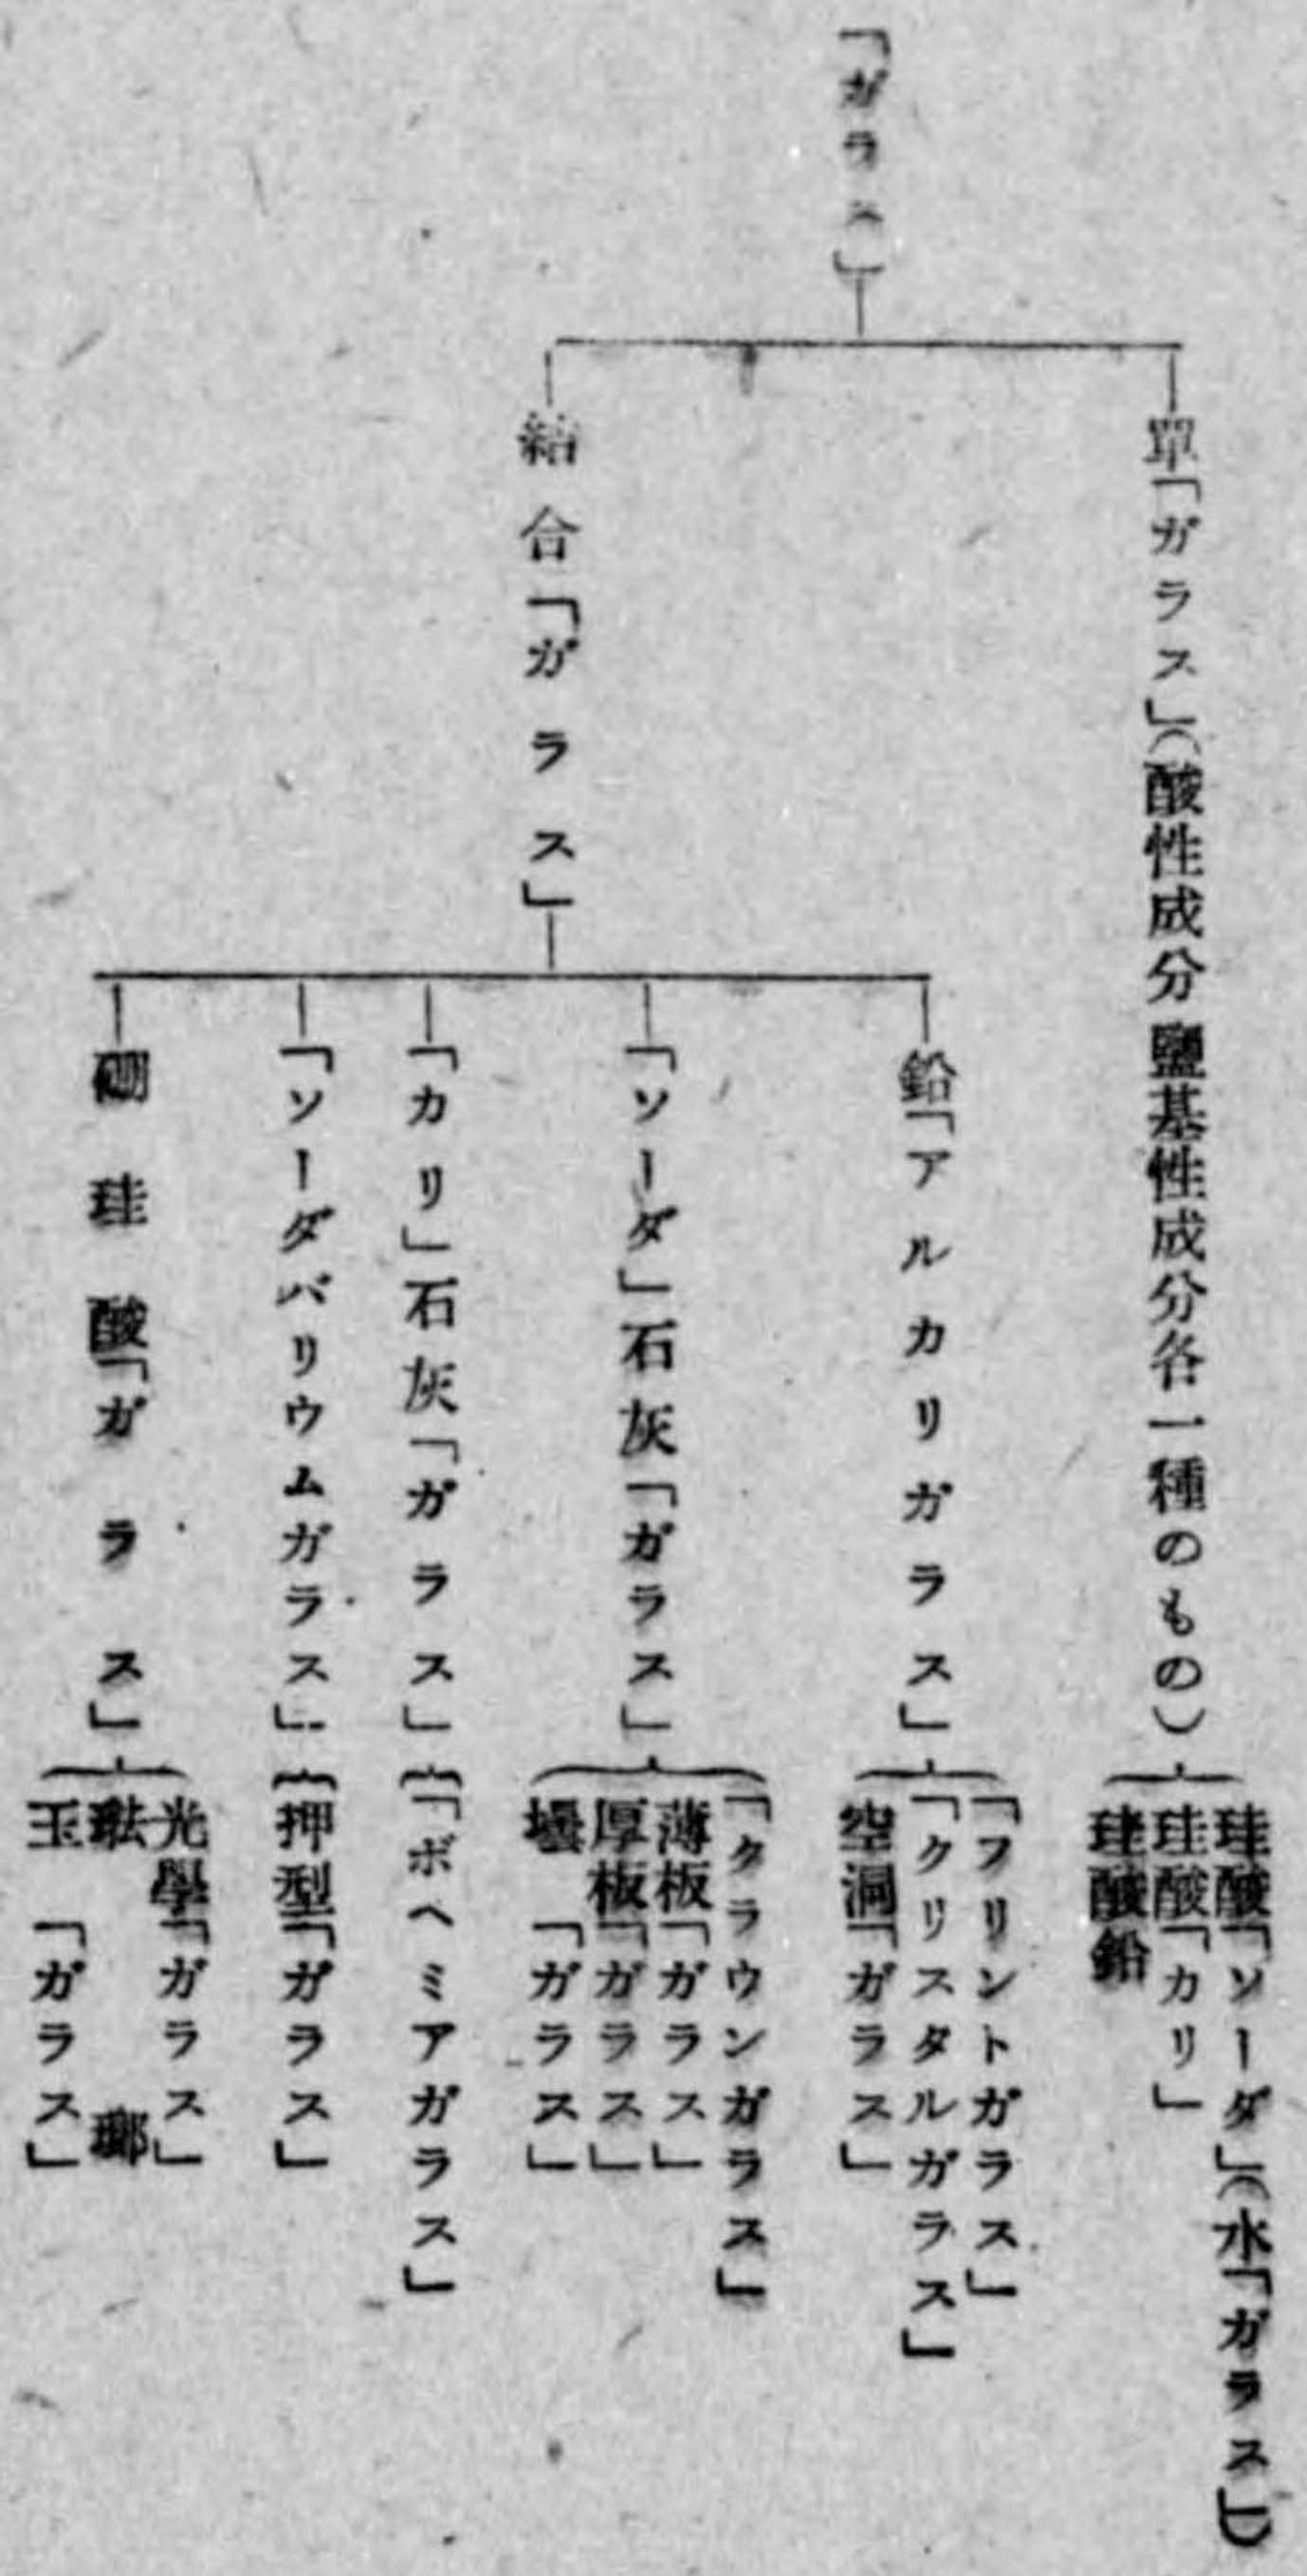 「ガラス」
單「ガラス」（酸性成分鹽基性成分各一種のもの）
珪酸「ソーダ」（水「ガラス」）
珪酸「カリ」
珪酸鉛
結合「ガラス」
鉛「アルカリガラス」
「フリントガラス」
「クリスタルガラス」
空洞「ガラス」
「ソーダ」石灰「ガラス」
「クラウンガラス」
薄板「ガラス」
厚板「ガラス」
壜「ガラス」
「カリ」石灰「ガラス」
「ボヘミアガラス」
「ソーダバリウムガラス」
押型「ガラス」
硼珪酸「ガラス」
光學「ガラス」
琺瑯
玉「ガラス」